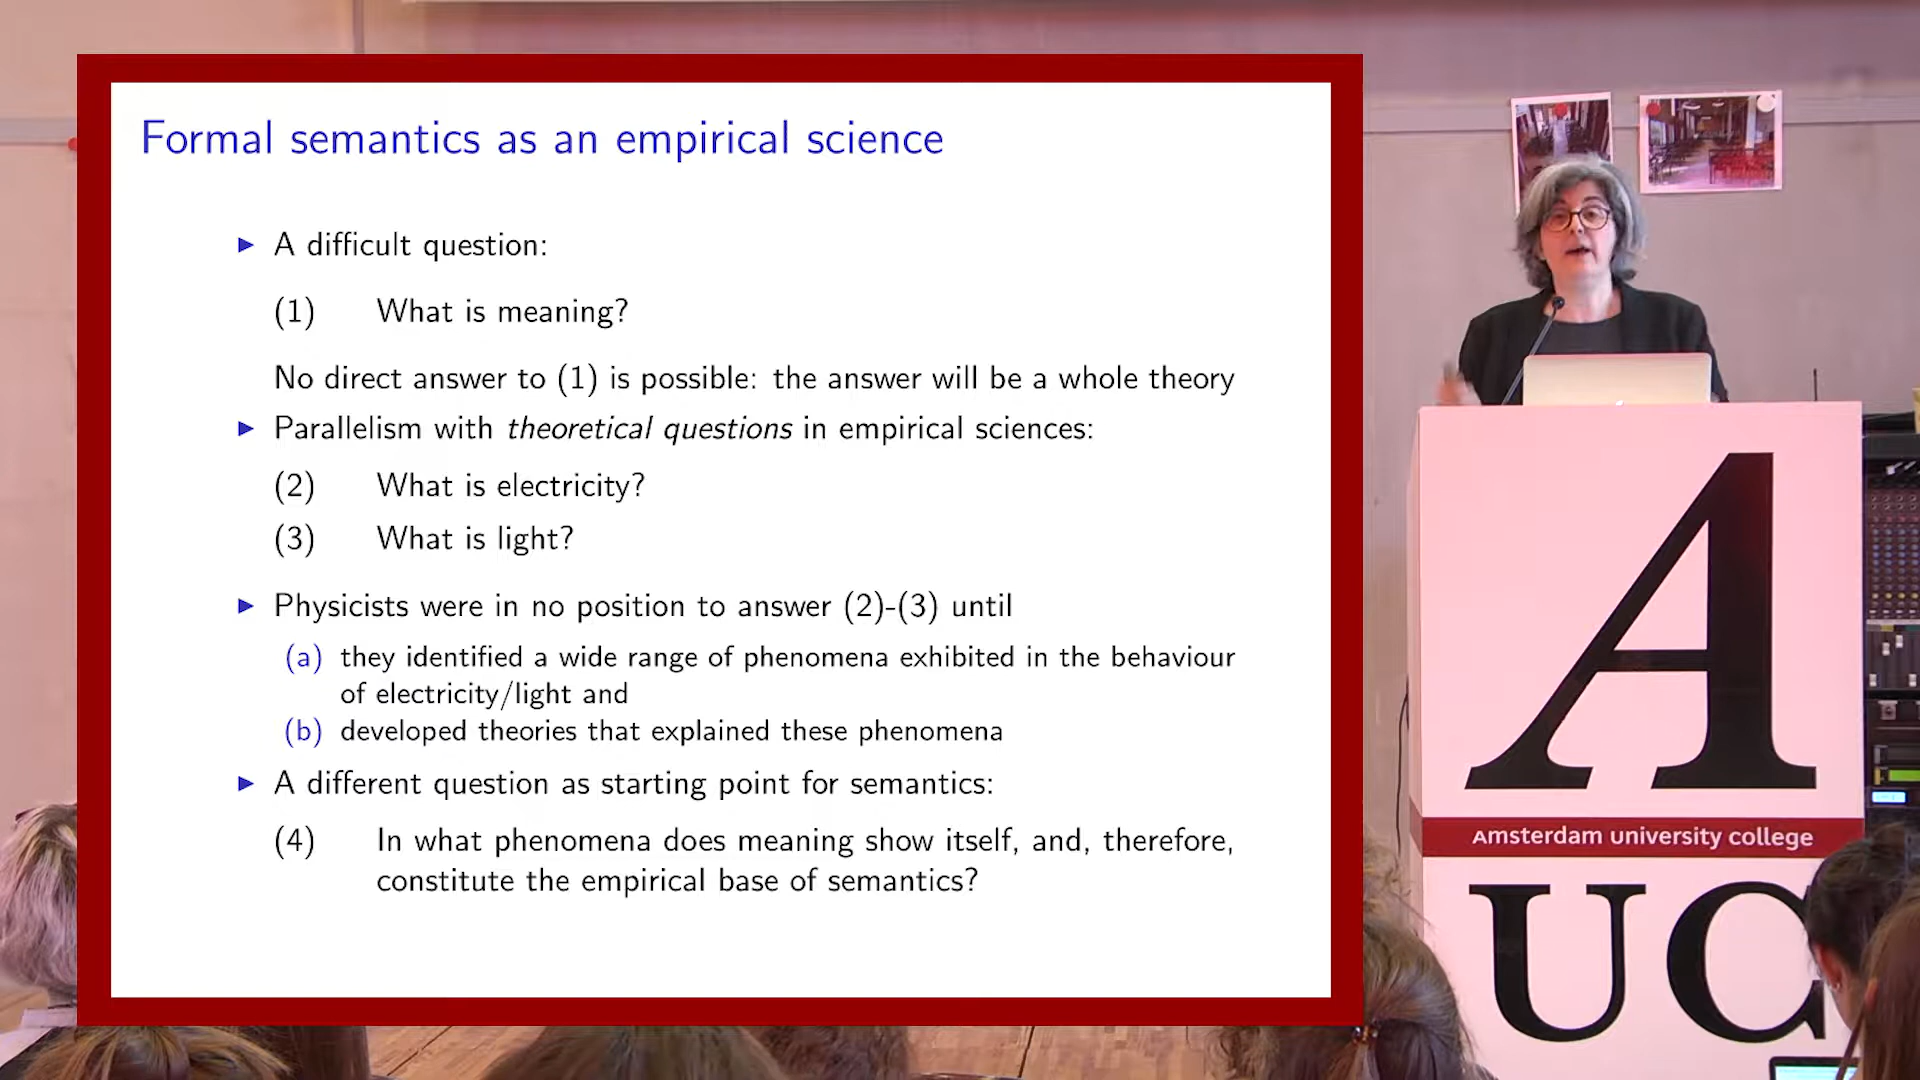 Formal semantics as an empirical science
▶ A difficult question:
(1) What is meaning?
No direct answer to (1) is possible: the answer will be a whole theory
▶ Parallelism with theoretical questions in empirical sciences:
(2) What is electricity?
(3) What is light?
▶ Physicists were in no position to answer (2)-(3) until
(a) they identified a wide range of phenomena exhibited in the behaviour
of electricity/light and
(b) developed theories that explained these phenomena
▶ A different question as starting point for semantics:
(4) In what phenomena does meaning show itself, and, therefore,
constitute the empirical base of semantics?
A
Amsterdam university college
UC